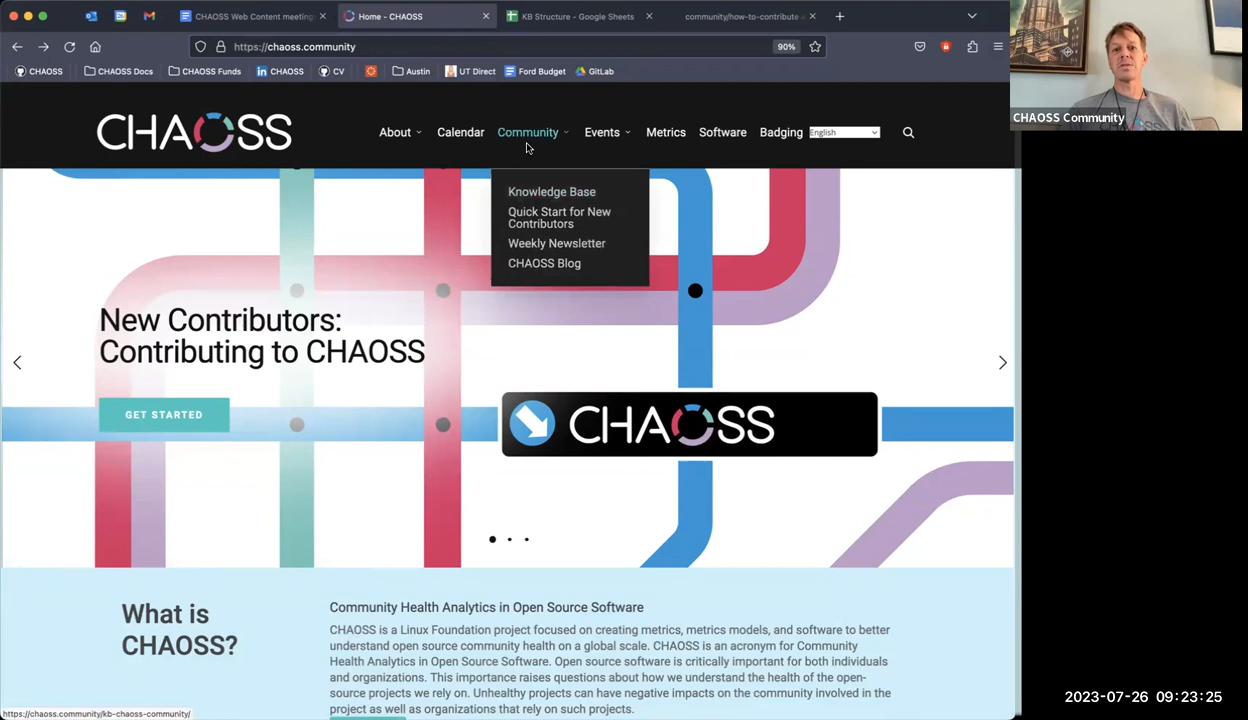 CHAOSS Web Content meeting
Home - CHAOSS
KB Structure - Google Sheets
community/how-to-contribute
https://chaoss.community
90%
CHAOSS
CHAOSS Docs
CHAOSS Funds
CHAOSS
CV
Austin
UT Direct
Ford Budget
GitLab
CHAOSS Community
CHAOSS
About
Calendar
Community
Events
Metrics
Software
Badging
English
Knowledge Base
Quick Start for New
Contributors
Weekly Newsletter
CHAOSS Blog
New Contributors:
Contributing to CHAOSS
GET STARTED
CHAOSS
What is
CHAOSS?
Community Health Analytics in Open Source Software
CHAOSS is a Linux Foundation project focused on creating metrics, metrics models, and software to better
understand open source community health on a global scale. CHAOSS is an acronym for Community
Health Analytics in Open Source Software. Open source software is critically important for both individuals
and organizations. This importance raises questions about how we understand the health of the open-
source projects we rely on. Unhealthy projects can have negative impacts on the community involved in the
project as well as organizations that rely on such projects.
https://chaoss.community/kb-chaoss-community/
2023-07-26 09:23:25